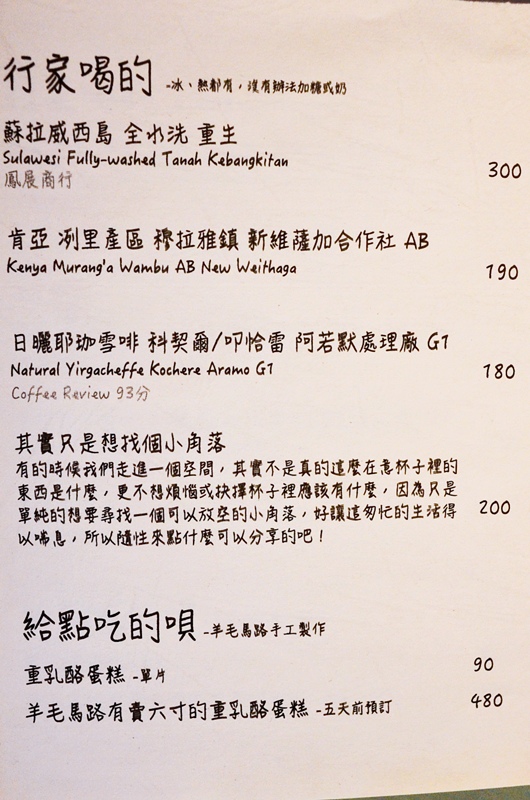 行家喝的 -冰、熱都有，沒有辦法加糖或奶
蘇拉威西島 全水洗 重生
Sulawesi Fully-washed Tanah Kebangkitan
300
鳳展商行
肯亞 冽里產區 穆拉雅鎮 新維薩加合作社 AB
Kenya Murang'a Wambu AB New Weithaga
190
日曬耶珈雪啡 科契爾/叩恰雷 阿若默處理廠 G1
Natural Yirgacheffe Kochere Aramo G1
180
Coffee Review 93分
其實只是想找個小角落
有的時候我們走進一個空間，其實不是真的這麼在意杯子裡的
東西是什麼，更不想煩惱或抉擇杯子裡應該有什麼，因為只是
單純的想要尋找一個可以放空的小角落，好讓這匆忙的生活得
200
以喘息，所以隨性來點什麼可以分享的吧！
給點吃的唄 -羊毛馬路手工製作
重乳酪蛋糕 -單片 90
羊毛馬路有賣六寸的重乳酪蛋糕 -五天前預訂 480